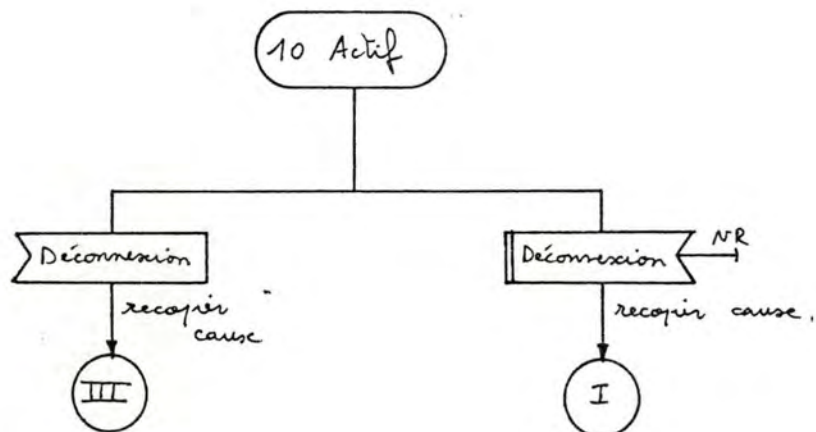 10 Actif
Déconnexion
Déconnexion
NR
recopier
cause
recopier cause.
III
I